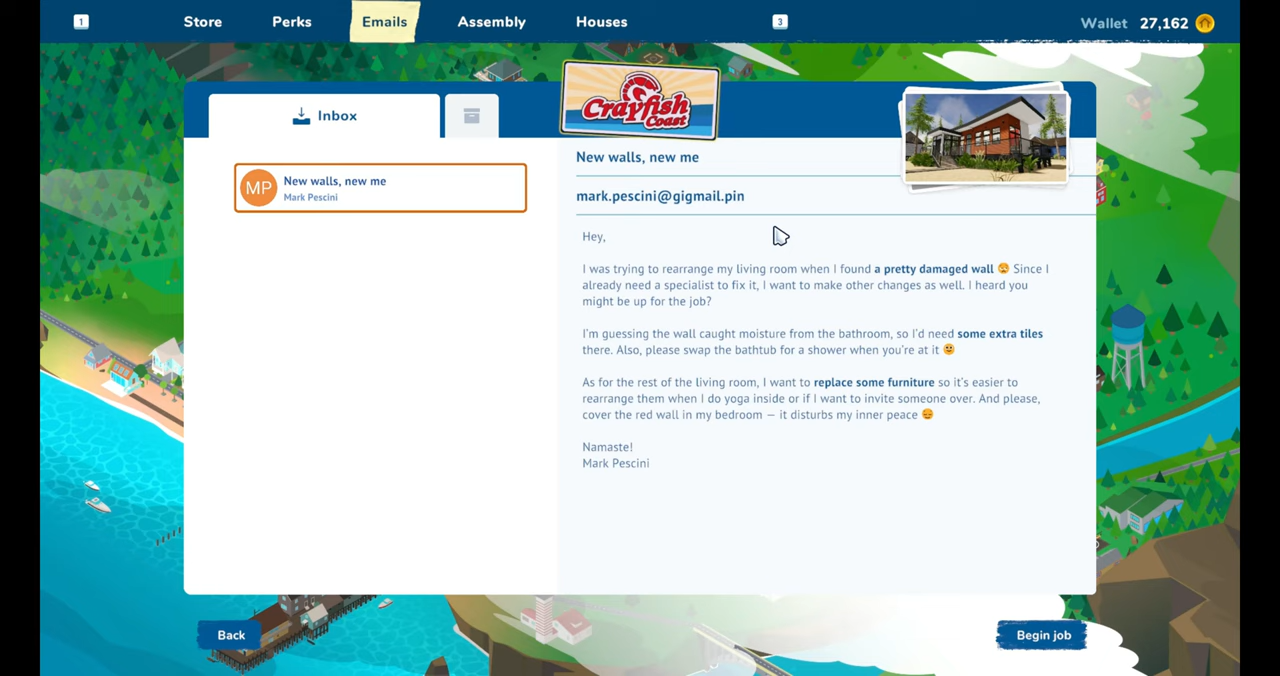 1 Store Perks Emails Assembly Houses 3 Wallet 27,162
Inbox
Crayfish
Coast
New walls, new me
MP New walls, new me
Mark Pescini
mark.pescini@gigmail.pin
Hey,
I was trying to rearrange my living room when I found a pretty damaged wall 😧 Since I
already need a specialist to fix it, I want to make other changes as well. I heard you
might be up for the job?
I'm guessing the wall caught moisture from the bathroom, so I'd need some extra tiles
there. Also, please swap the bathtub for a shower when you're at it 😃
As for the rest of the living room, I want to replace some furniture so it's easier to
rearrange them when I do yoga inside or if I want to invite someone over. And please,
cover the red wall in my bedroom — it disturbs my inner peace 😌
Namaste!
Mark Pescini
Back
Begin job